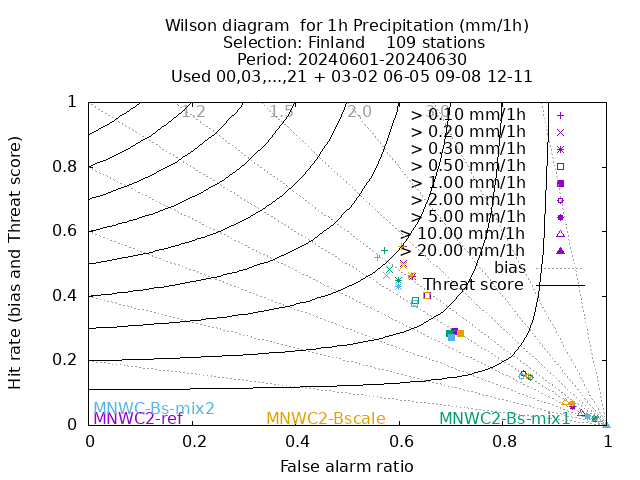 Wilson diagram  for 1h Precipitation (mm/1h)
Selection: Finland    109 stations
Period: 20240601-20240630
Used 00,03,...,21 + 03-02 06-05 09-08 12-11
Hit rate (bias and Threat score)
1
0.8
0.6
0.4
0.2
0
1.2
1.5
2.0
3.0
> 0.10 mm/1h
> 0.20 mm/1h
> 0.30 mm/1h
> 0.50 mm/1h
> 1.00 mm/1h
> 2.00 mm/1h
> 5.00 mm/1h
> 10.00 mm/1h
> 20.00 mm/1h
bias
Threat score
MNWC-Bs-mix2
MNWC2-ref
MNWC2-Bscale
MNWC2-Bs-mix1
0
0.2
0.4
0.6
0.8
1
False alarm ratio